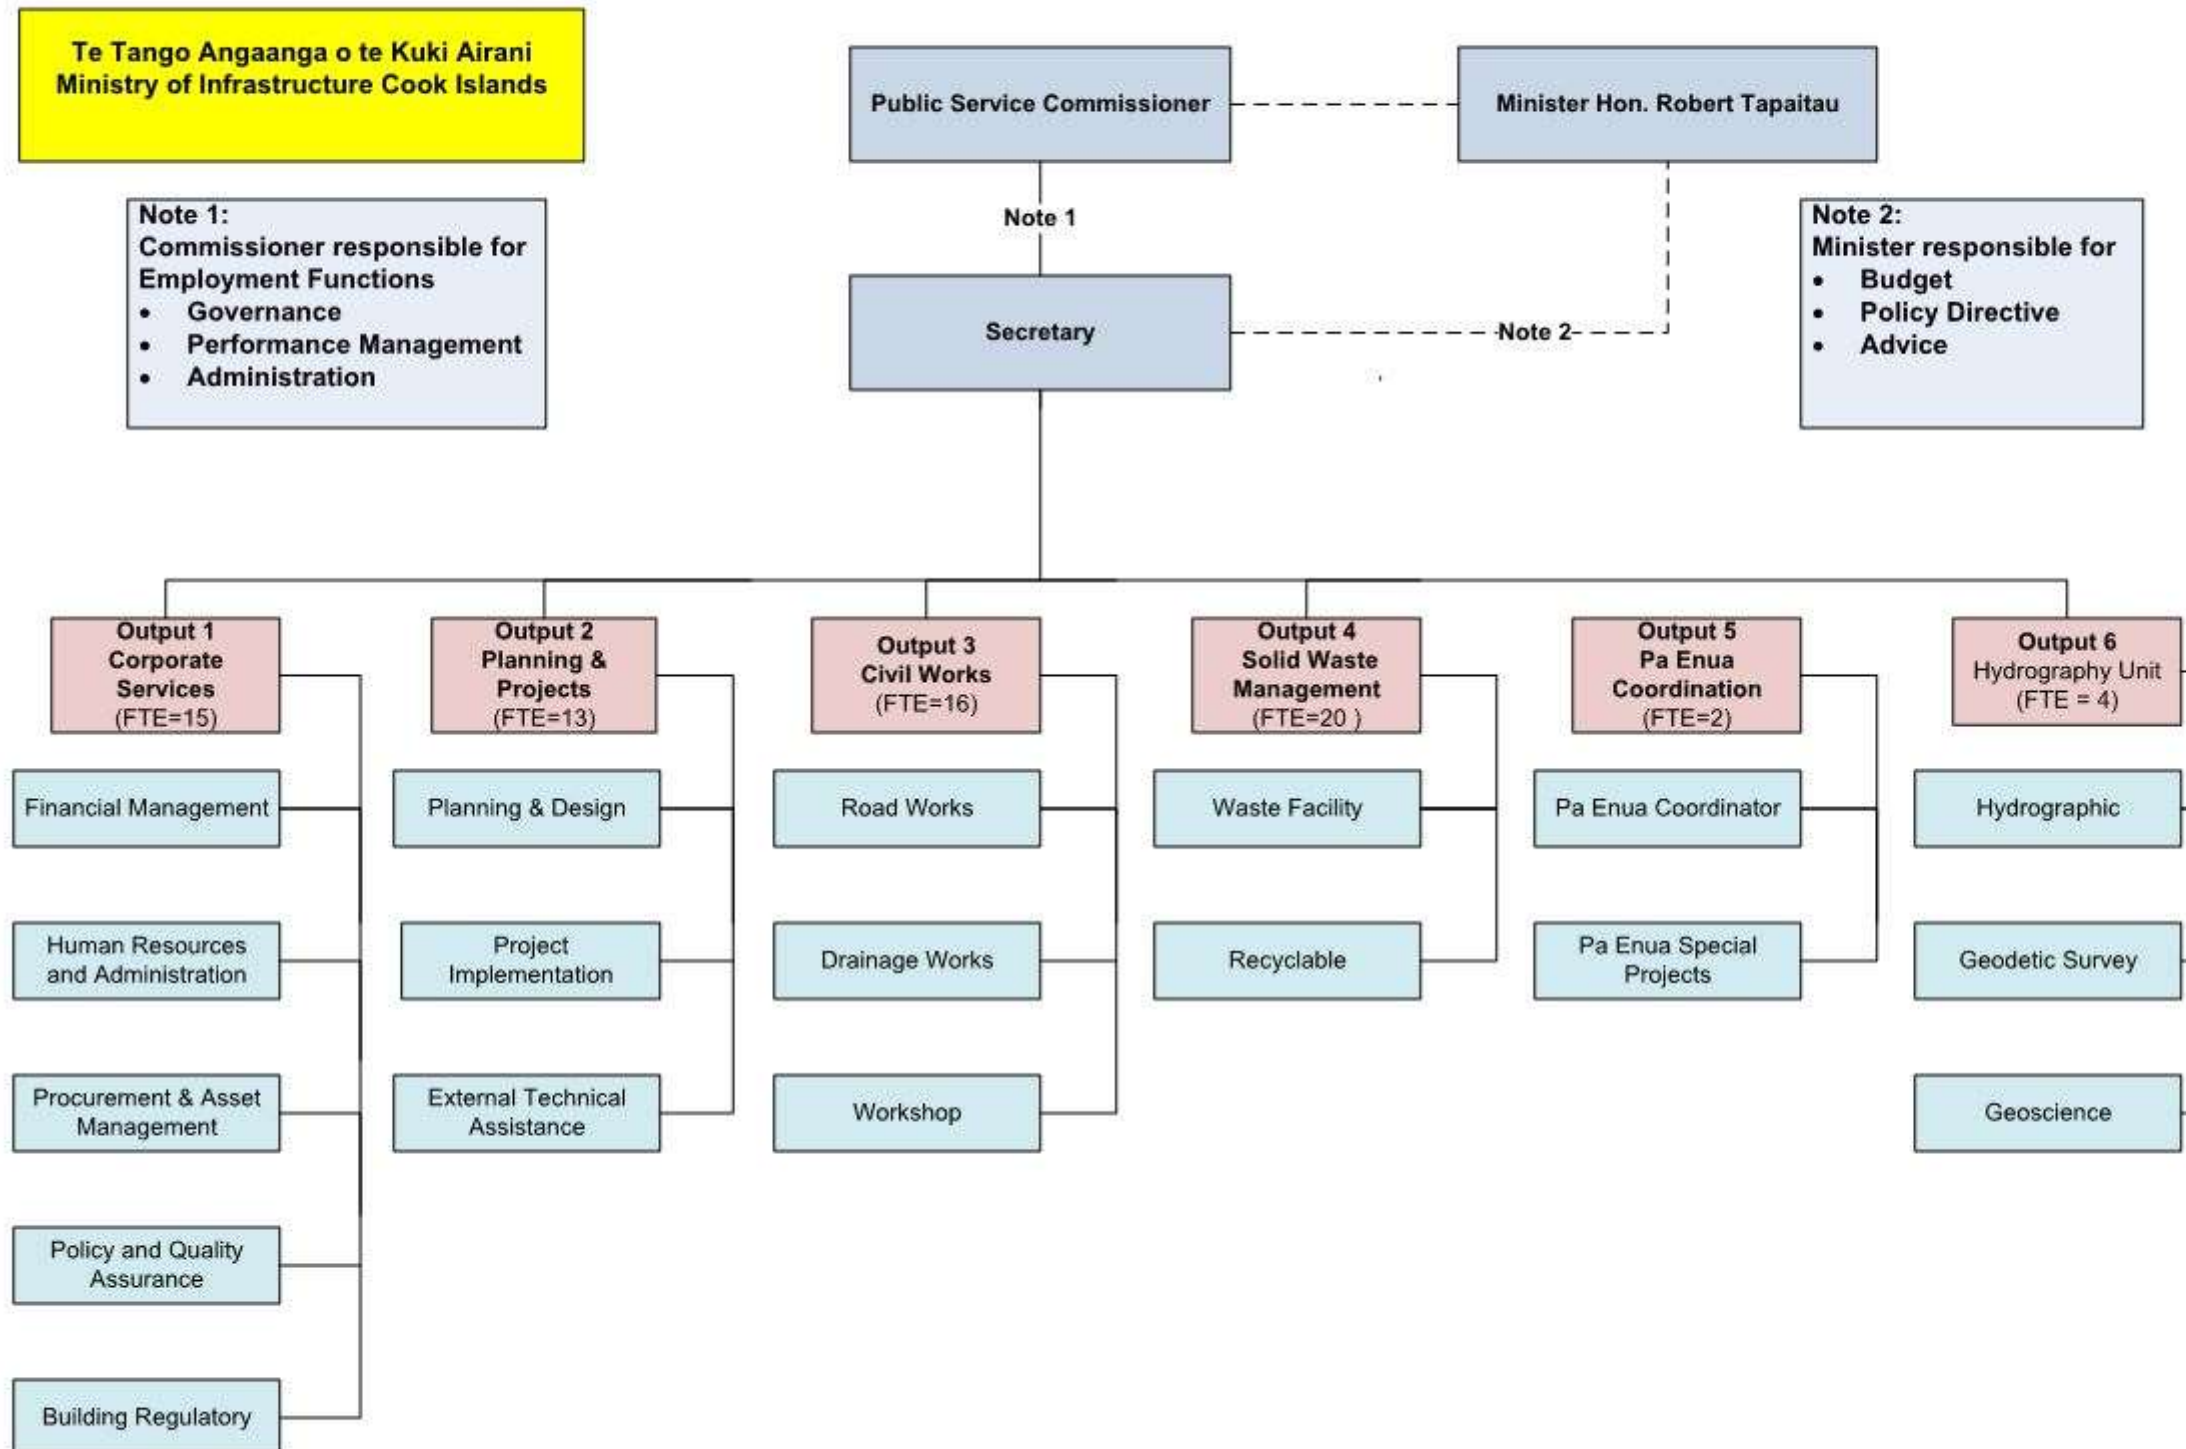 Te Tango Angaanga o te Kuki Airani
Ministry of Infrastructure Cook Islands
Public Service Commissioner
Minister Hon. Robert Tapaitau
Note 1:
Commissioner responsible for
Employment Functions
• Governance
• Performance Management
• Administration
Note 1
Note 2:
Minister responsible for
• Budget
• Policy Directive
• Advice
Secretary
Note 2
Output 1
Corporate
Services
(FTE=15)
Financial Management
Human Resources
and Administration
Procurement & Asset
Management
Policy and Quality
Assurance
Building Regulatory
Output 2
Planning &
Projects
(FTE=13)
Planning & Design
Project
Implementation
External Technical
Assistance
Output 3
Civil Works
(FTE=16)
Road Works
Drainage Works
Workshop
Output 4
Solid Waste
Management
(FTE=20 )
Waste Facility
Recyclable
Output 5
Pa Enua
Coordination
(FTE=2)
Pa Enua Coordinator
Pa Enua Special
Projects
Output 6
Hydrography Unit
(FTE = 4)
Hydrographic
Geodetic Survey
Geoscience